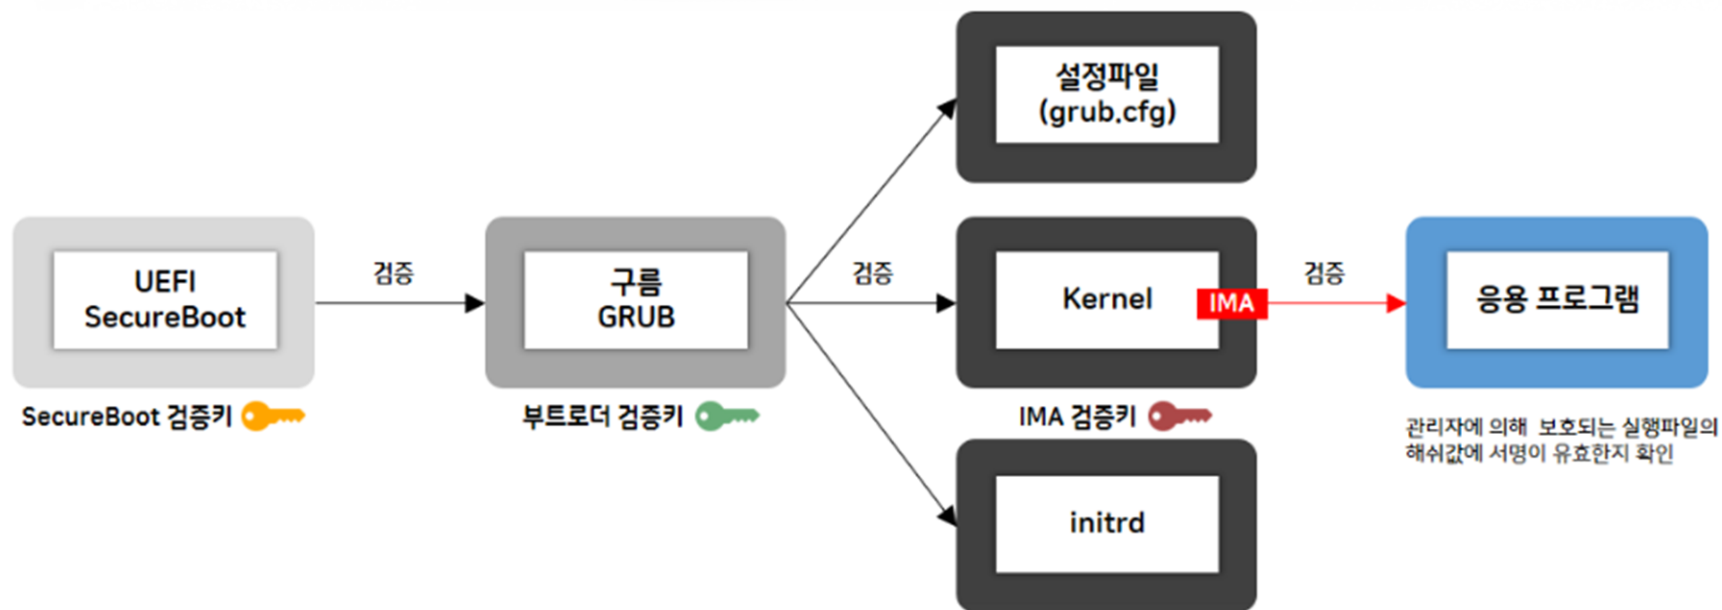 설정파일
(grub.cfg)
UEFI
SecureBoot
검증
구름
GRUB
검증
Kernel
IMA
검증
응용 프로그램
SecureBoot 검증키
부트로더 검증키
IMA 검증키
관리자에 의해 보호되는 실행파일의
해쉬값에 서명이 유효한지 확인
initrd